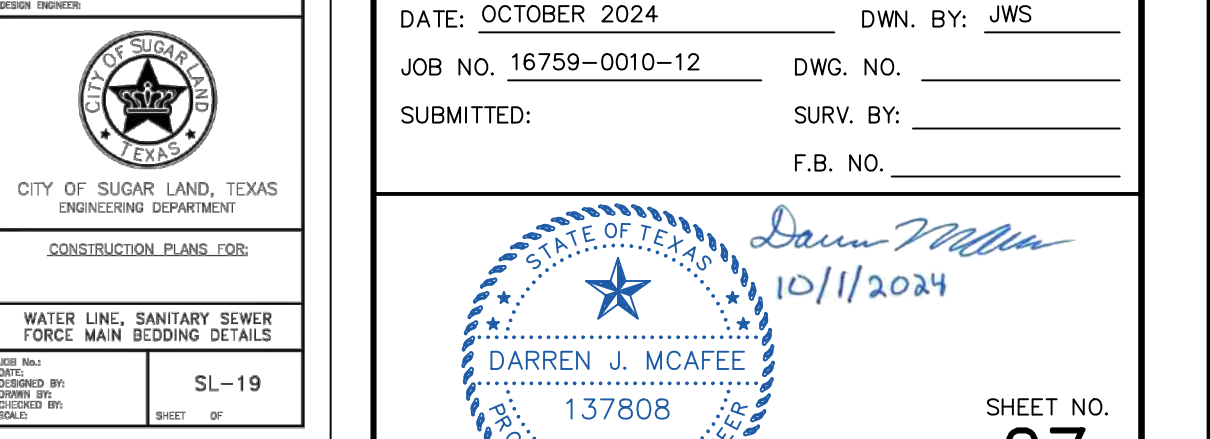 DESIGN ENGINEER:
CITY OF SUGAR LAND
TEXAS
CITY OF SUGAR LAND, TEXAS
ENGINEERING DEPARTMENT
CONSTRUCTION PLANS FOR:
WATER LINE, SANITARY SEWER
FORCE MAIN BEDDING DETAILS
JOB No.:
DATE:
DESIGNED BY:
DRAWN BY:
CHECKED BY:
SCALE:
SL-19
SHEET OF
DATE: OCTOBER 2024 DWN. BY: JWS
JOB NO. 16759-0010-12 DWG. NO.
SUBMITTED: SURV. BY:
F.B. NO.
STATE OF TEXAS
DARREN J. MCAFEE
137808
Darren McAfee
10/1/2024
SHEET NO.